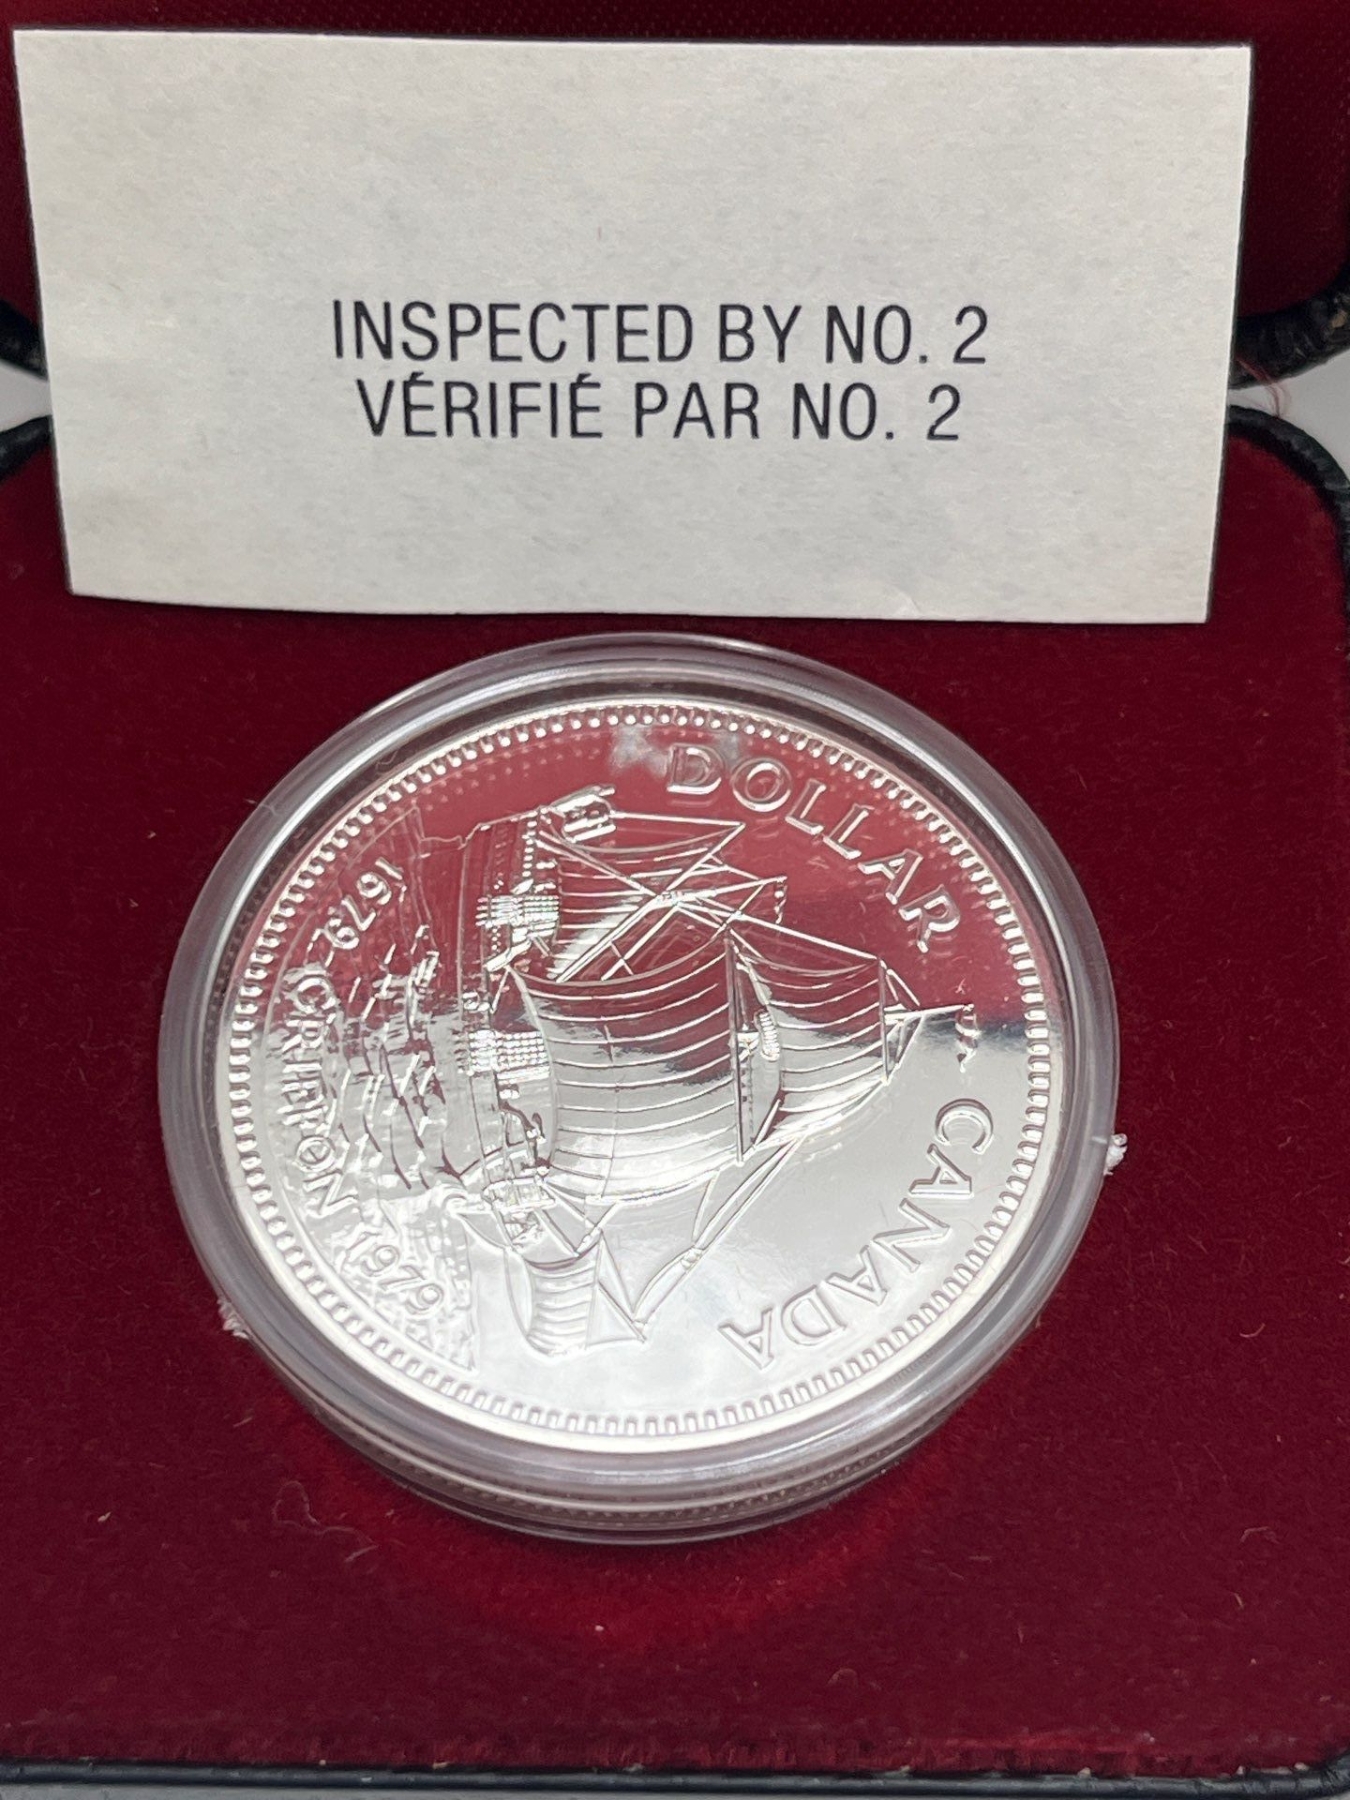 INSPECTED BY NO. 2
VÉRIFIÉ PAR NO. 2
CANADA DOLLAR
1679-GRIFFON 1979